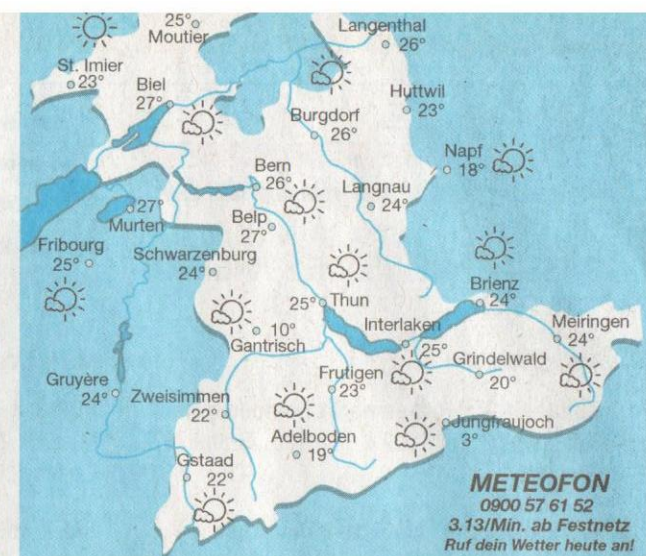 25°
Moutier
Langenthal
26°
St. Imier
23°
Biel
27°
Huttwil
23°
Burgdorf
26°
Napf
18°
Bern
26°
Langnau
24°
27°
Murten
Belp
27°
Fribourg
25°
Schwarzenburg
24°
25° Thun
Brienz
24°
10°
Gantrisch
Interlaken
25°
Meiringen
24°
Grindelwald
20°
Gruyère
24°
Zweisimmen
22°
Frutigen
23°
Adelboden
19°
Jungfraujoch
3°
Gstaad
22°
METEOFON
0900 57 61 52
3.13/Min. ab Festnetz
Ruf dein Wetter heute an!